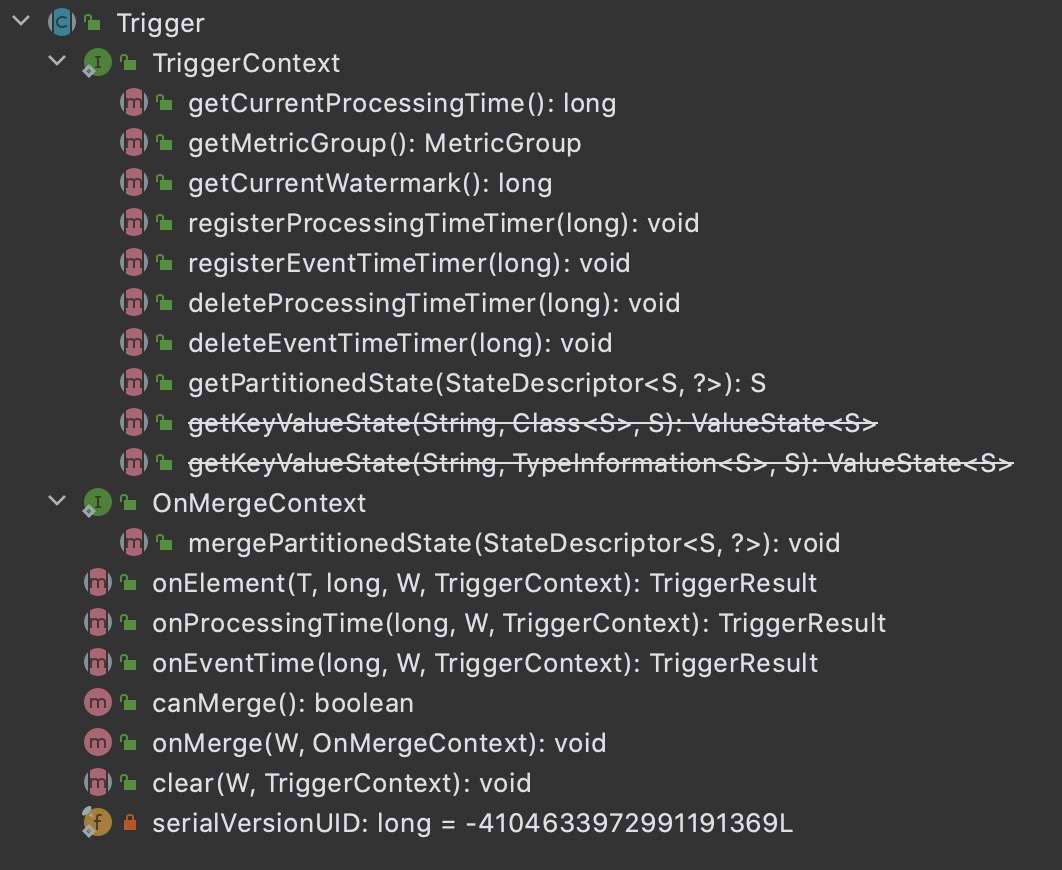 Trigger
TriggerContext
getCurrentProcessingTime(): long
getMetricGroup(): MetricGroup
getCurrentWatermark(): long
registerProcessingTimeTimer(long): void
registerEventTimeTimer(long): void
deleteProcessingTimeTimer(long): void
deleteEventTimeTimer(long): void
getPartitionedState(StateDescriptor<S, ?>): S
getKeyValueState(String, Class<S>, S): ValueState<S>
getKeyValueState(String, TypeInformation<S>, S): ValueState<S>
OnMergeContext
mergePartitionedState(StateDescriptor<S, ?>): void
onElement(T, long, W, TriggerContext): TriggerResult
onProcessingTime(long, W, TriggerContext): TriggerResult
onEventTime(long, W, TriggerContext): TriggerResult
canMerge(): boolean
onMerge(W, OnMergeContext): void
clear(W, TriggerContext): void
serialVersionUID: long = -4104633972991191369L